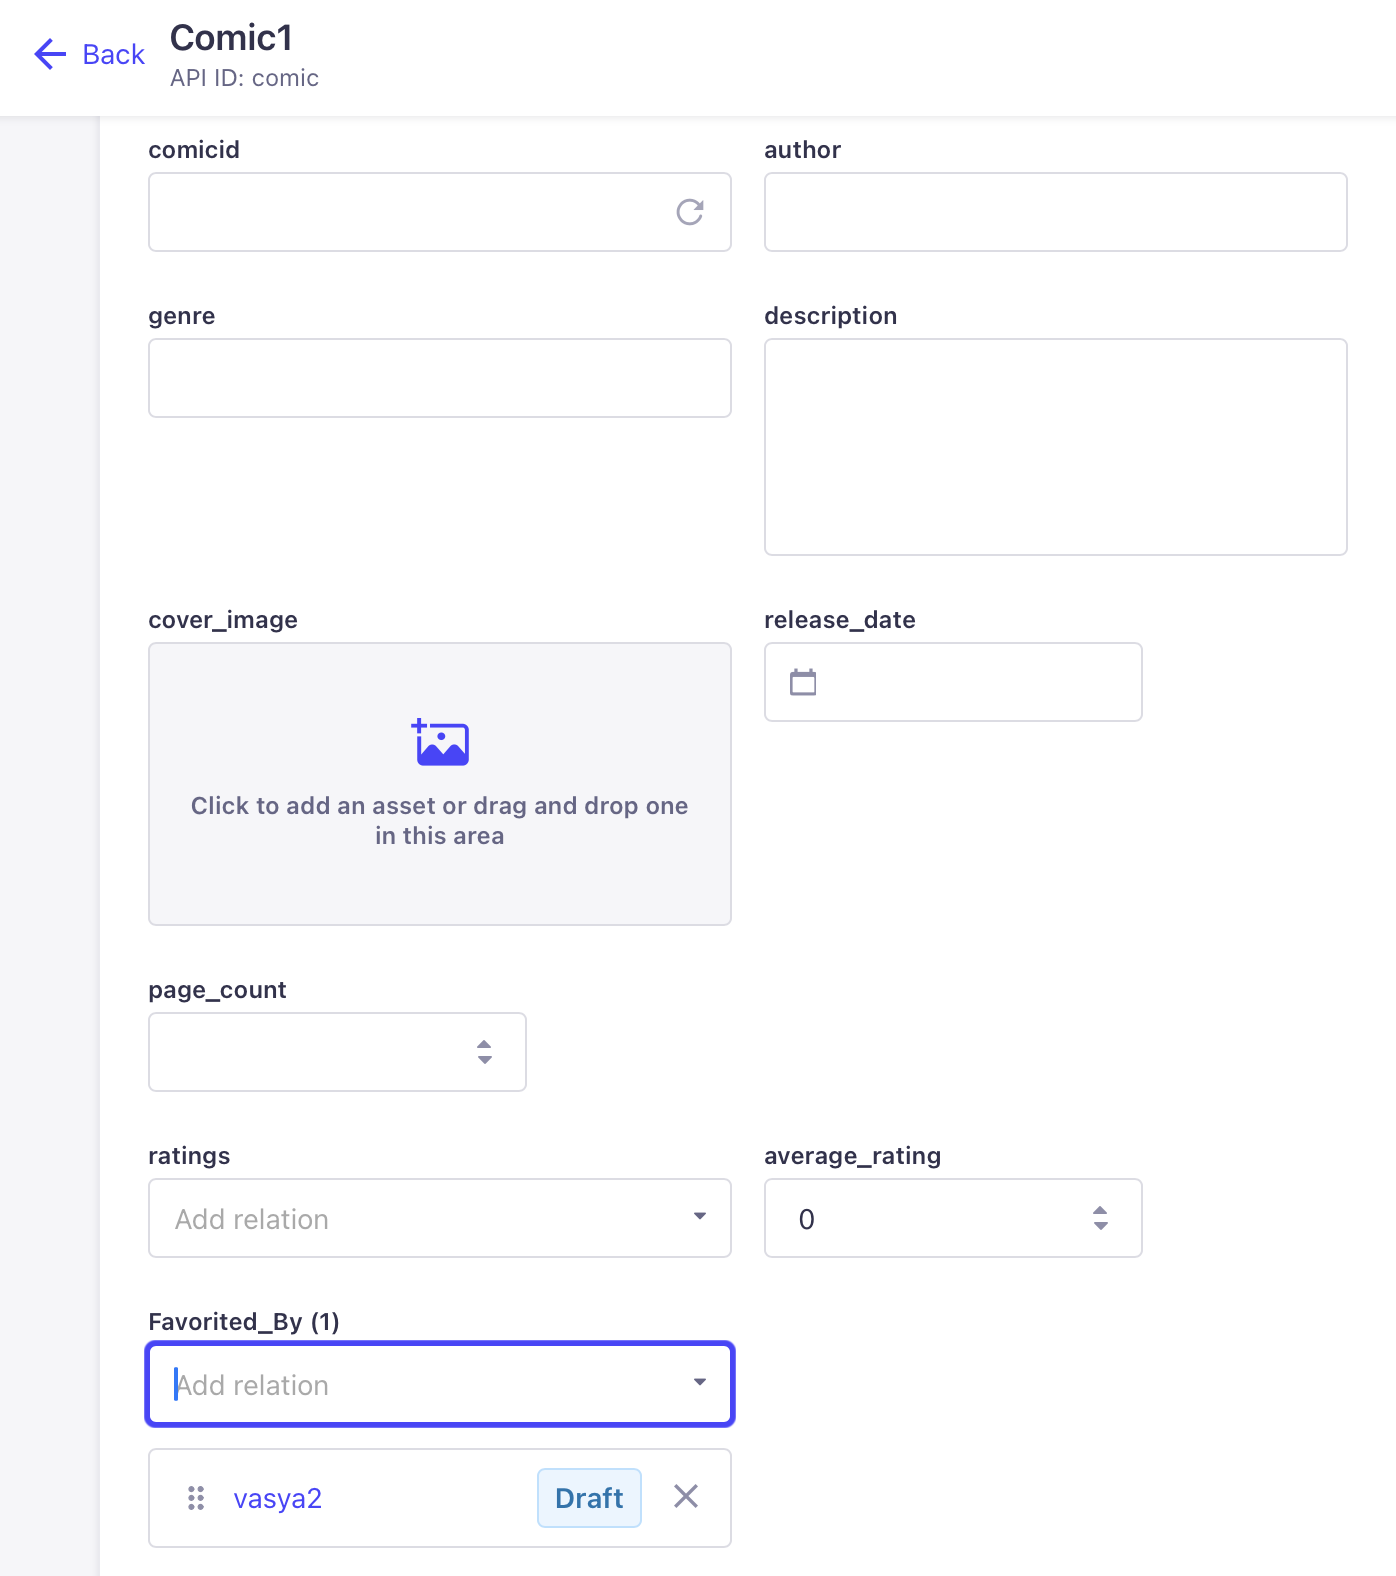 Back
Comic1
API ID: comic
comicid
author
genre
description
cover_image
release_date
Click to add an asset or drag and drop one
in this area
page_count
ratings
average_rating
Add relation
0
Favorited_By (1)
Add relation
vasya2
Draft